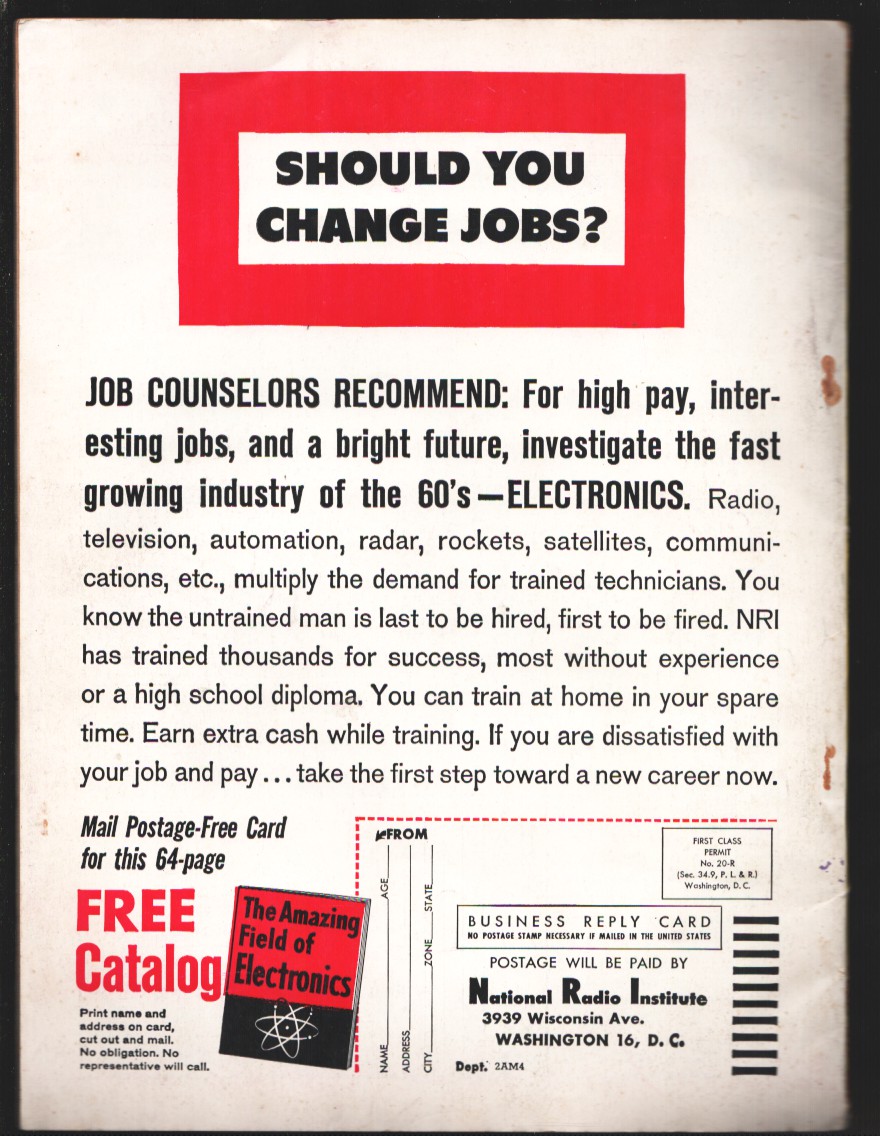 SHOULD YOU
CHANGE JOBS?
JOB COUNSELORS RECOMMEND: For high pay, inter-
esting jobs, and a bright future, investigate the fast
growing industry of the 60's—ELECTRONICS. Radio,
television, automation, radar, rockets, satellites, communi-
cations, etc., multiply the demand for trained technicians. You
know the untrained man is last to be hired, first to be fired. NRI
has trained thousands for success, most without experience
or a high school diploma. You can train at home in your spare
time. Earn extra cash while training. If you are dissatisfied with
your job and pay...take the first step toward a new career now.
Mail Postage-Free Card
for this 64-page
FREE
Catalog
Print name and
address on card,
cut out and mail.
No obligation. No
representative will call.
The Amazing
Field of
Electronics
FROM
NAME AGE
ADDRESS
CITY ZONE STATE
FIRST CLASS
PERMIT
No. 20-R
(Sec. 34.9, P. L. & R.)
Washington, D. C.
BUSINESS REPLY CARD
NO POSTAGE STAMP NECESSARY IF MAILED IN THE UNITED STATES
POSTAGE WILL BE PAID BY
National Radio Institute
3939 Wisconsin Ave.
WASHINGTON 16, D. C.
Dept. 2AM4